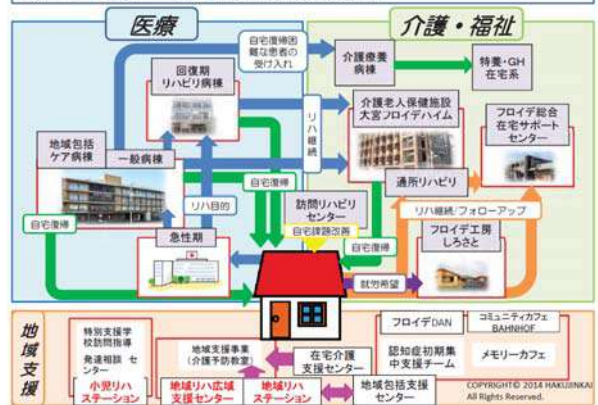 医療
介護・福祉
自宅復帰困
難な患者の
受け入れ
介護療養
病棟
特養・GH
在宅系
回復期
リハビリ病棟
リハ継続
介護老人保健施設
大宮フロイデハイム
フロイデ総合
在宅サポート
センター
地域包括
ケア病棟
一般病棟
自宅復帰
リハ目的
訪問リハビリ
センター
自宅課題改善
通所リハビリ
リハ継続/フォローアップ
自宅復帰
急性期
自宅復帰
フロイデ工房
しろさと
就労希望
地域支援
特別支援学
校訪問指導
発達相談 セ
ンター
小児リハ
ステーション
地域支援事業
(介護予防教室)
地域リハ広域
支援センター
在宅介護
支援センター
地域リハ
ステーション
地域包括支援
センター
フロイデDAN
コミュニティカフェ
BAHNHOF
認知症初期集
中支援チーム
メモリーカフェ
COPYRIGHT© 2014 HAKUJINKAI
All Rights Reserved.